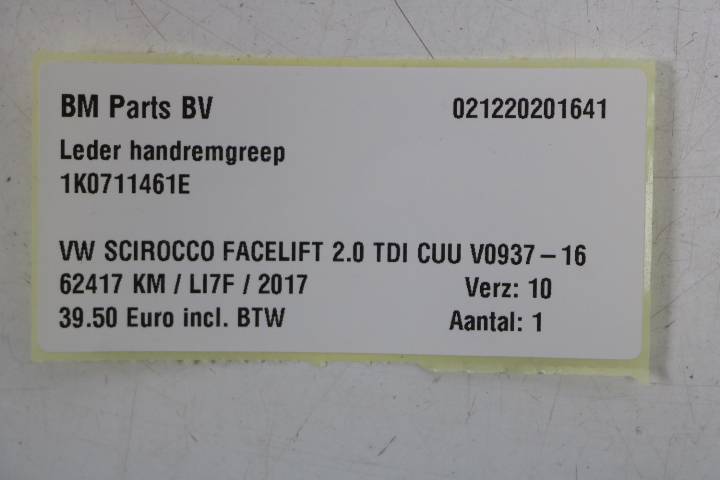 BM Parts BV 021220201641
Leder handremgreep
1K0711461E
VW SCIROCCO FACELIFT 2.0 TDI CUU V0937 – 16
62417 KM / LI7F / 2017 Verz: 10
39.50 Euro incl. BTW Aantal: 1